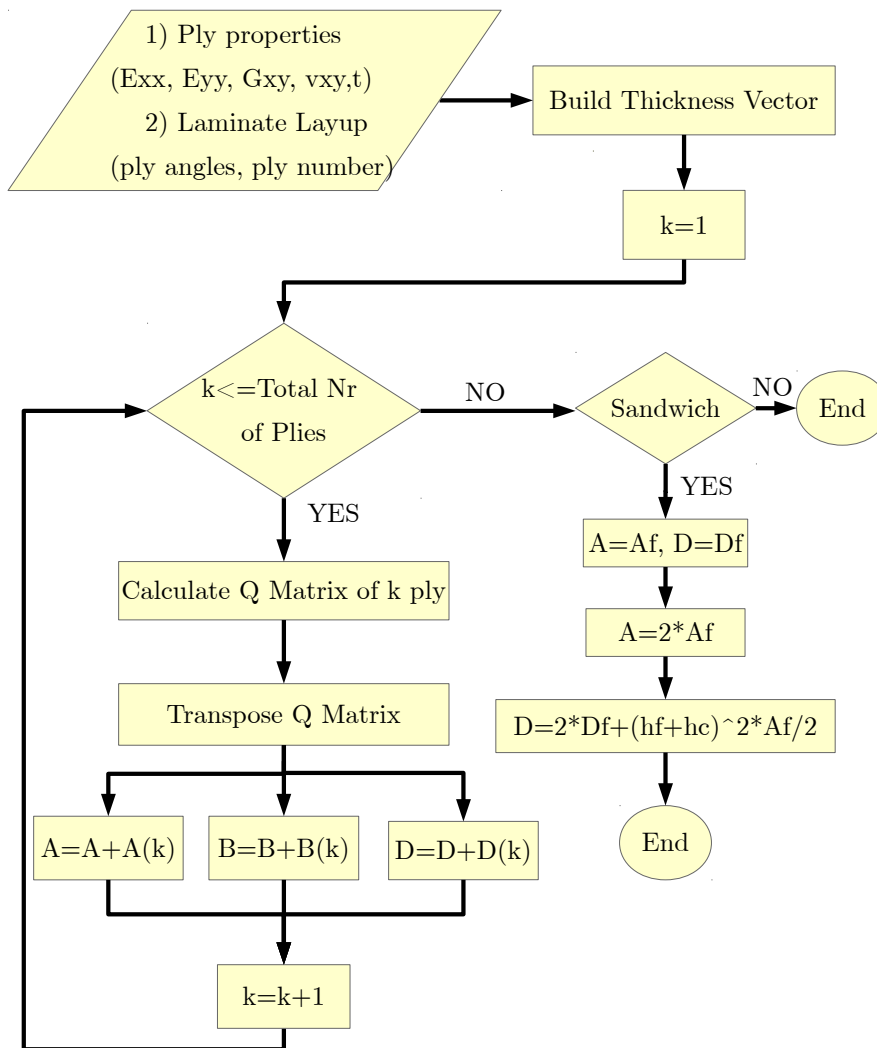 1) Ply properties
(Exx, Eyy, Gxy, vxy,t)
2) Laminate Layup
(ply angles, ply number)
Build Thickness Vector
k=1
k<=Total Nr
of Plies
NO
Sandwich
NO
End
YES
YES
A=Af, D=Df
Calculate Q Matrix of k ply
A=2*Af
Transpose Q Matrix
D=2*Df+(hf+hc)^2*Af/2
A=A+A(k)
B=B+B(k)
D=D+D(k)
End
k=k+1